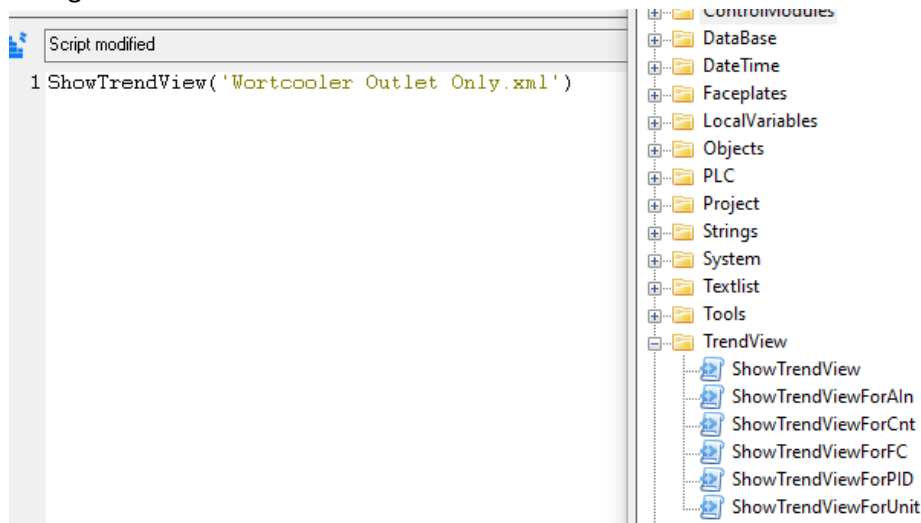 ControlModules
Script modified
DataBase
DateTime
1 ShowTrendView('Wortcooler Outlet Only.xml')
Faceplates
LocalVariables
Objects
PLC
Project
Strings
System
Textlist
Tools
TrendView
ShowTrendView
ShowTrendViewForAIn
ShowTrendViewForCnt
ShowTrendViewForFC
ShowTrendViewForPID
ShowTrendViewForUnit